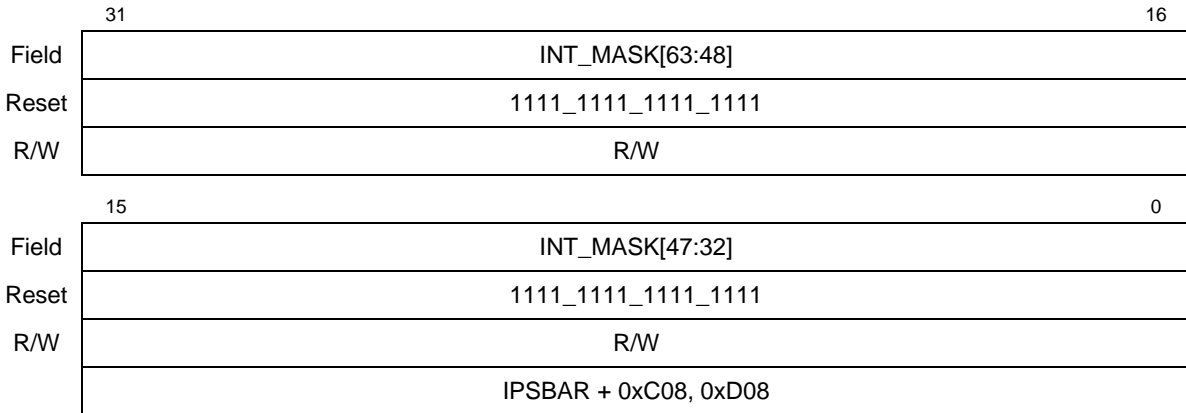 31 16
Field INT_MASK[63:48]
Reset 1111_1111_1111_1111
R/W R/W
15 0
Field INT_MASK[47:32]
Reset 1111_1111_1111_1111
R/W R/W
IPSBAR + 0xC08, 0xD08